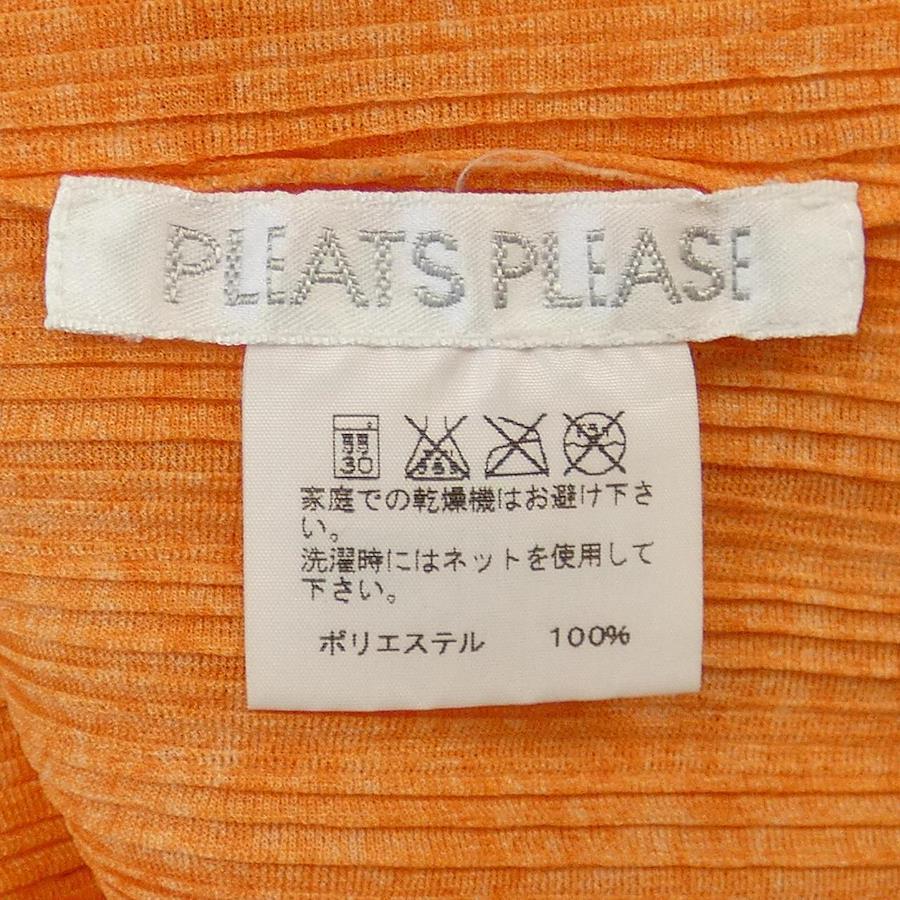 PLEATS PLEASE
弱
30
家庭での乾燥機はお避け下さ
い。
洗濯時にはネットを使用して
下さい。
ポリエステル 100%